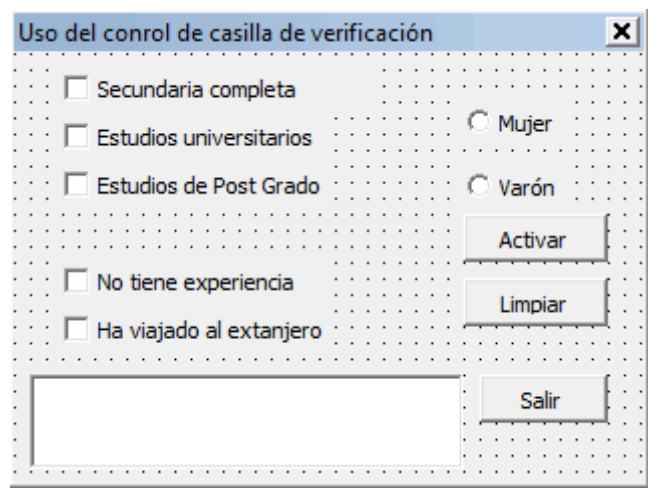 Uso del conrol de casilla de verificación
Secundaria completa
Estudios universitarios
Estudios de Post Grado
Mujer
Varón
Activar
No tiene experiencia
Limpiar
Ha viajado al extanjero
Salir